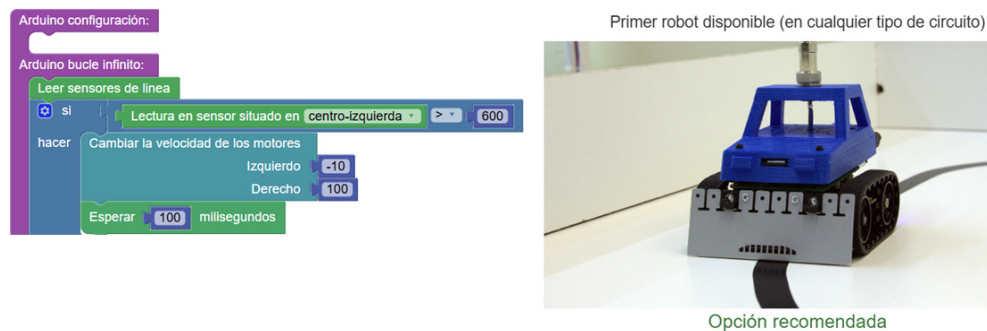 Arduino configuración:
Arduino bucle infinito:
Leer sensores de linea
si Lectura en sensor situado en centro-izquierda > 600
hacer Cambiar la velocidad de los motores
Izquierdo -10
Derecho 100
Esperar 100 milisegundos
Primer robot disponible (en cualquier tipo de circuito)
Opción recomendada